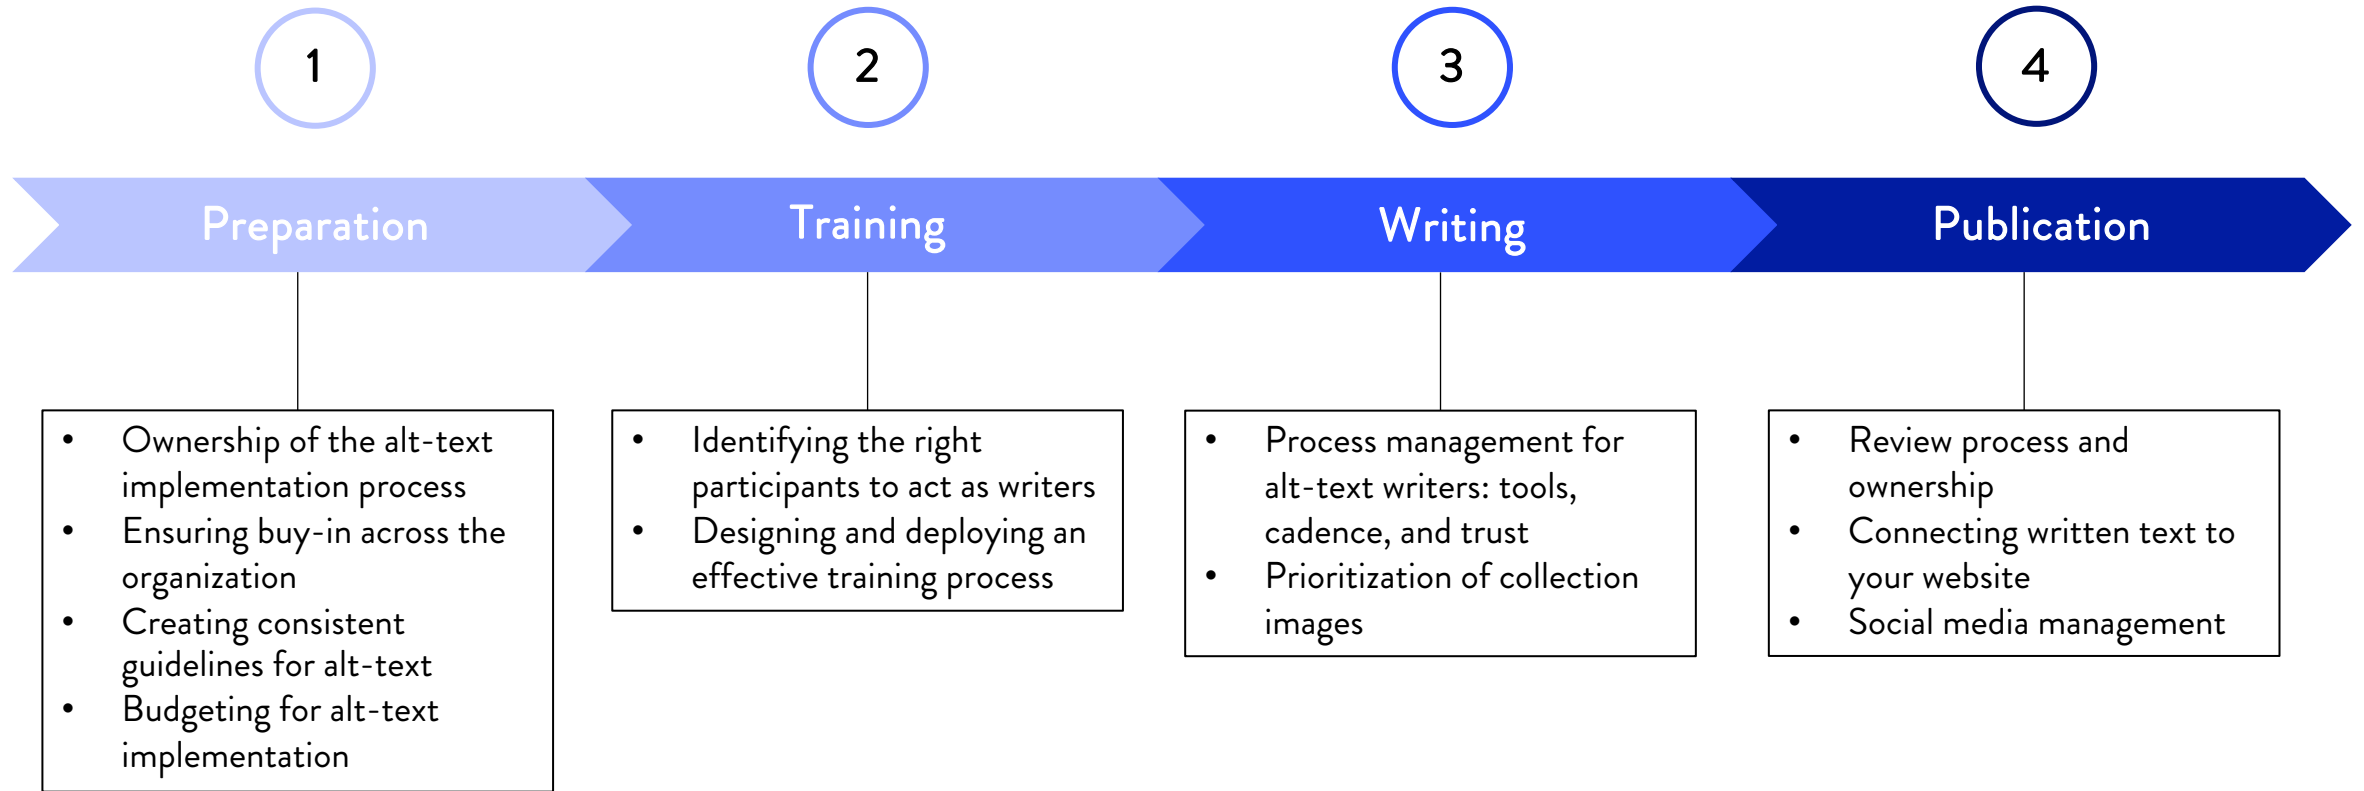 1
2
3
4
Preparation
Training
Writing
Publication
• Ownership of the alt-text
implementation process
• Ensuring buy-in across the
organization
• Creating consistent
guidelines for alt-text
• Budgeting for alt-text
implementation
• Identifying the right
participants to act as writers
• Designing and deploying an
effective training process
• Process management for
alt-text writers: tools,
cadence, and trust
• Prioritization of collection
images
• Review process and
ownership
• Connecting written text to
your website
• Social media management